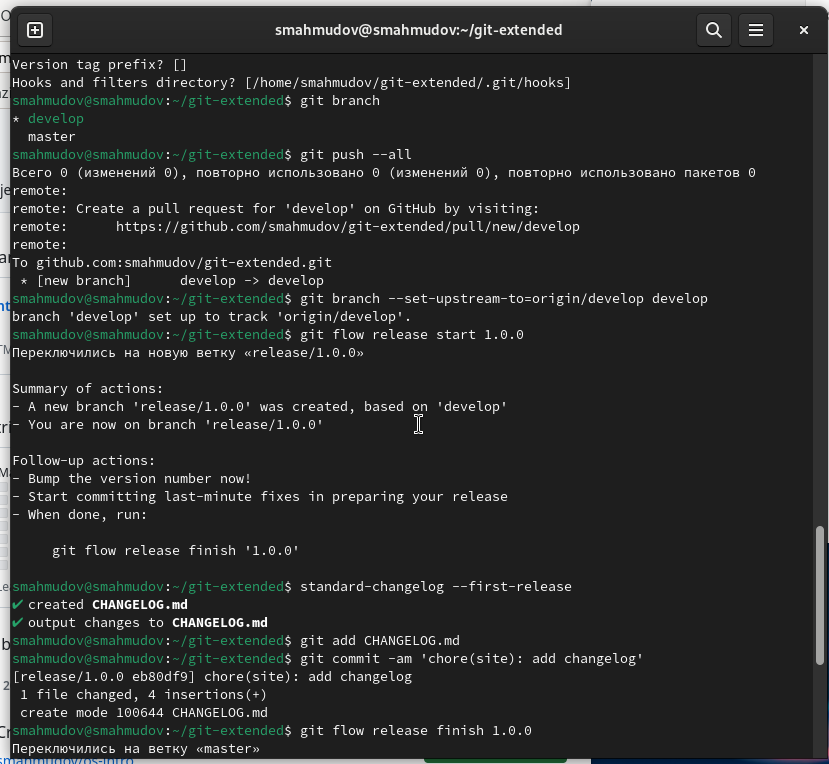 smahmudov@smahmudov:~/git-extended
Version tag prefix? []
Hooks and filters directory? [/home/smahmudov/git-extended/.git/hooks]
smahmudov@smahmudov:~/git-extended$ git branch
* develop
  master
smahmudov@smahmudov:~/git-extended$ git push --all
Всего 0 (изменений 0), повторно использовано 0 (изменений 0), повторно использовано пакетов 0
remote:
remote: Create a pull request for 'develop' on GitHub by visiting:
remote:      https://github.com/smahmudov/git-extended/pull/new/develop
remote:
To github.com:smahmudov/git-extended.git
 * [new branch]      develop -> develop
smahmudov@smahmudov:~/git-extended$ git branch --set-upstream-to=origin/develop develop
branch 'develop' set up to track 'origin/develop'.
smahmudov@smahmudov:~/git-extended$ git flow release start 1.0.0
Переключились на новую ветку «release/1.0.0»
Summary of actions:
- A new branch 'release/1.0.0' was created, based on 'develop'
- You are now on branch 'release/1.0.0'
Follow-up actions:
- Bump the version number now!
- Start committing last-minute fixes in preparing your release
- When done, run:
     git flow release finish '1.0.0'
smahmudov@smahmudov:~/git-extended$ standard-changelog --first-release
✔ created CHANGELOG.md
✔ output changes to CHANGELOG.md
smahmudov@smahmudov:~/git-extended$ git add CHANGELOG.md
smahmudov@smahmudov:~/git-extended$ git commit -am 'chore(site): add changelog'
[release/1.0.0 eb80df9] chore(site): add changelog
 1 file changed, 4 insertions(+)
 create mode 100644 CHANGELOG.md
smahmudov@smahmudov:~/git-extended$ git flow release finish 1.0.0
Переключились на ветку «master»